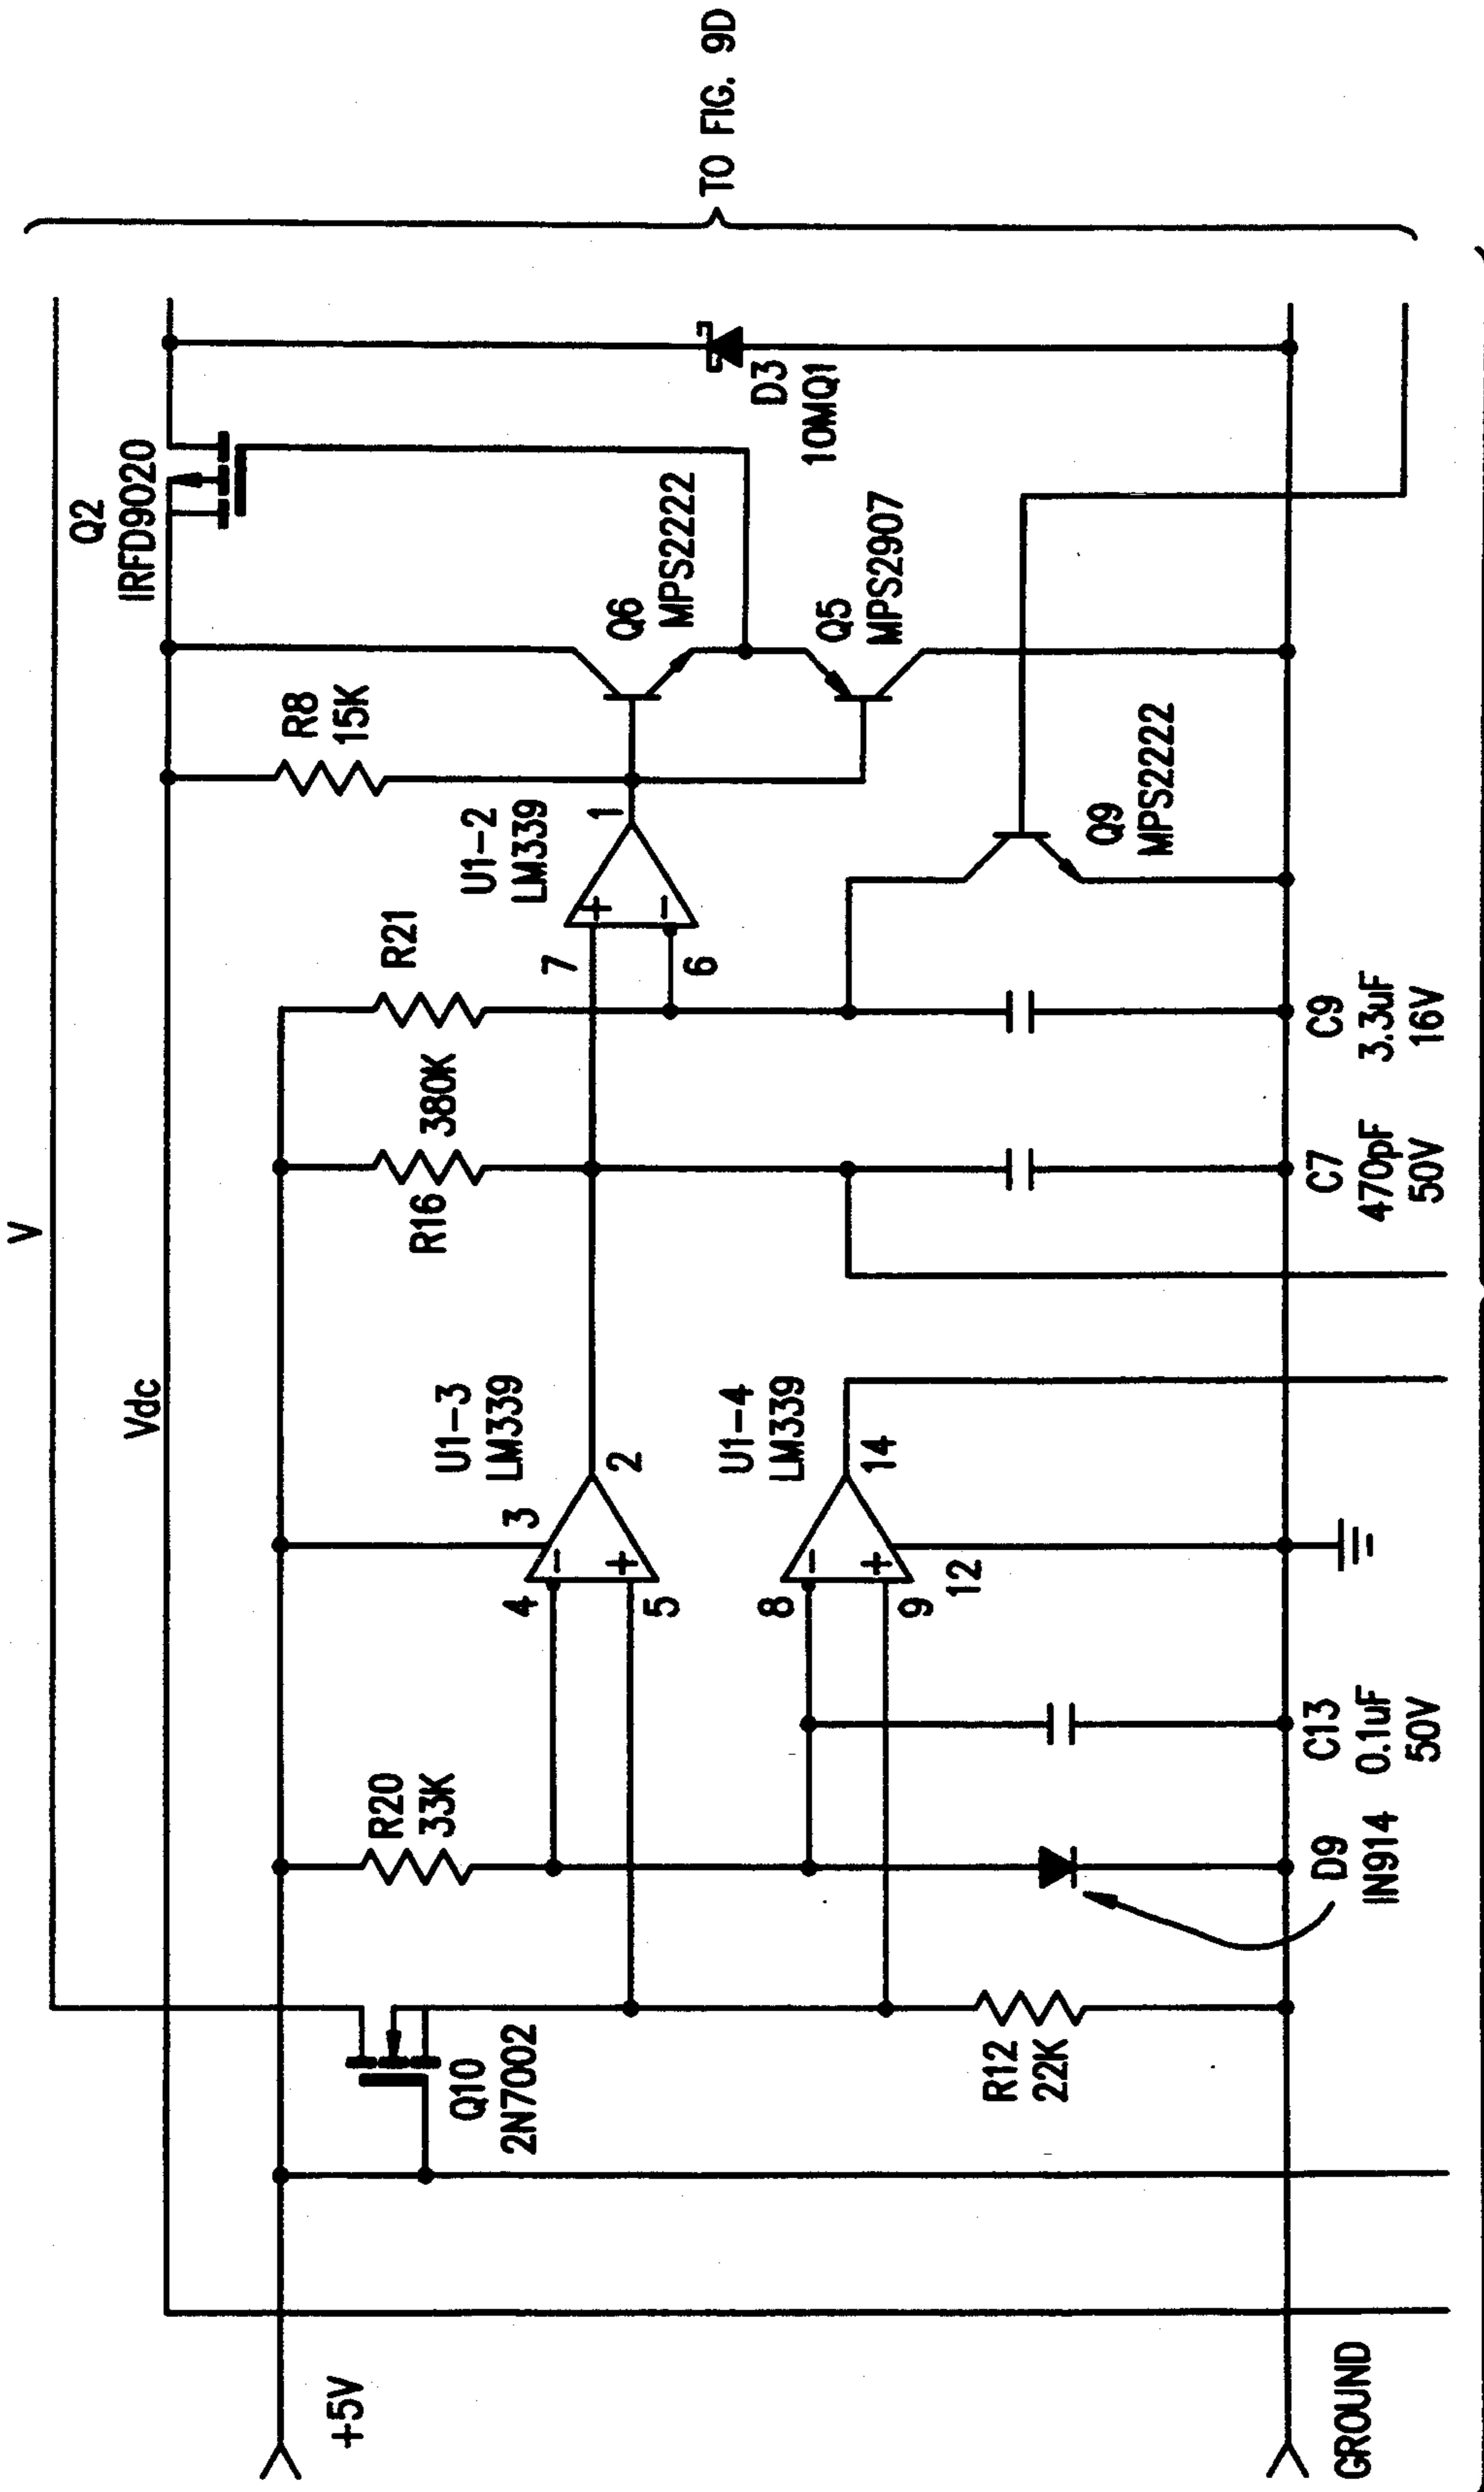 V
Vdc
+5V
GROUND
Q10
2N7002
R12
22K
R20
33K
D9
IN914
C13
0.1uF
50V
4
5
3
2
U1-3
LM339
8
9
12
14
U1-4
LM339
R16
380K
R21
C7
470pF
50V
C9
3.3uF
16V
7
6
1
U1-2
LM339
R8
15K
Q6
MPS2222
Q5
MPS2907
Q9
MPS2222
Q2
IRFD9020
D3
10MQ1
TO FIG. 9D
+
−
−
+
−
+